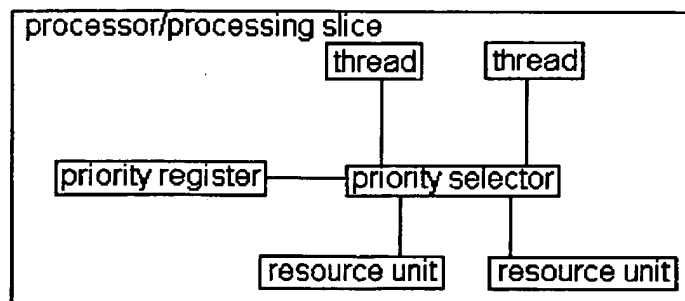 processor/processing slice
thread
thread
priority register
priority selector
resource unit
resource unit